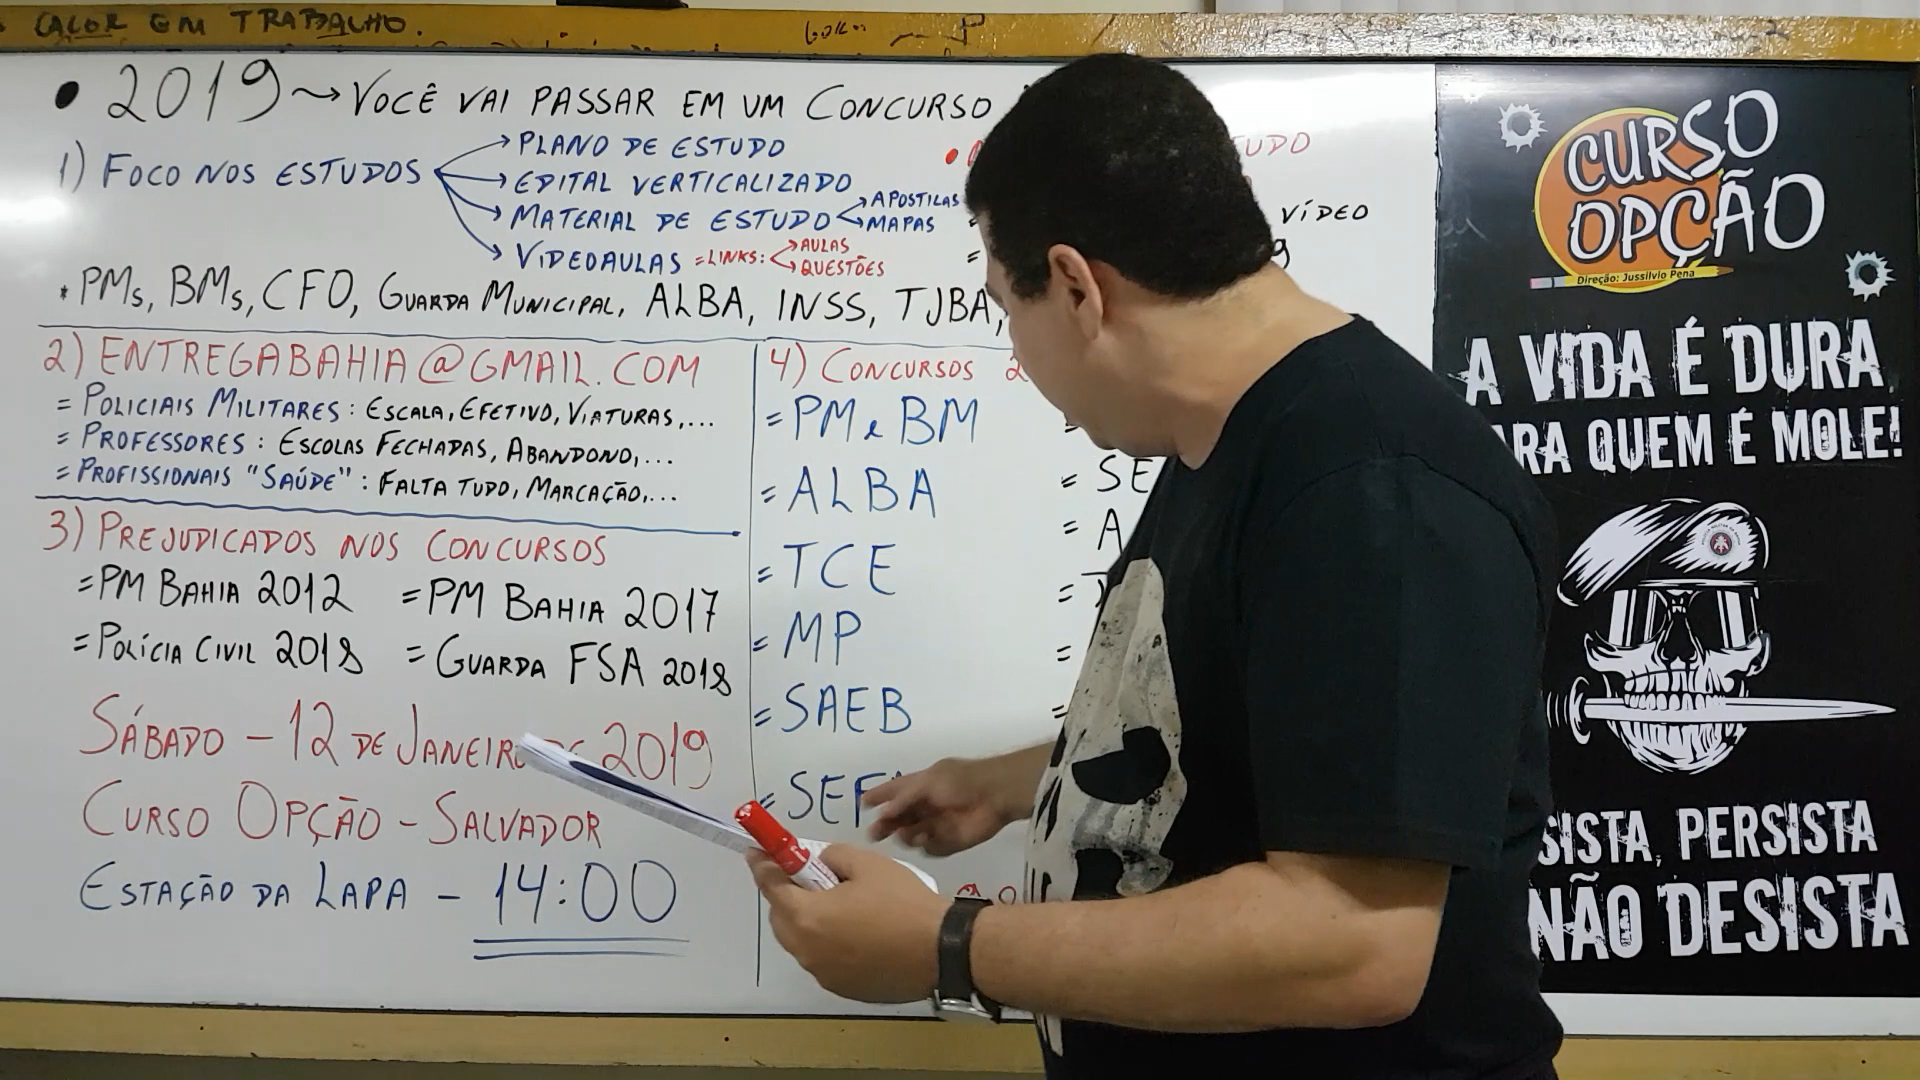 CALOR EM TRABALHO.
• 2019 → VOCÊ VAI PASSAR EM UM CONCURSO
1) FOCO NOS ESTUDOS
→ PLANO DE ESTUDO
→ EDITAL VERTICALIZADO
→ MATERIAL DE ESTUDO
→ APOSTILAS
→ MAPAS
→ VIDEOAULAS = LINKS:
→ AULAS
→ QUESTÕES
* PMs, BMs, CFO, GUARDA MUNICIPAL, ALBA, INSS, TJBA,
VÍDEO
2) ENTREGABAHIA@GMAIL.COM
= POLICIAIS MILITARES : ESCALA, EFETIVO, VIATURAS,...
= PROFESSORES : ESCOLAS FECHADAS, ABANDONO,...
= PROFISSIONAIS "SAÚDE" : FALTA TUDO, MARCAÇÃO,...
3) PREJUDICADOS NOS CONCURSOS
= PM BAHIA 2012 = PM BAHIA 2017
= POLÍCIA CIVIL 2018 = GUARDA FSA 2018
SÁBADO - 12 DE JANEIRO DE 2019
CURSO OPÇÃO - SALVADOR
ESTAÇÃO DA LAPA - 14:00
4) CONCURSOS
= PM e BM
= ALBA
= TCE
= MP
= SAEB
CURSO
OPÇÃO
Direção: Jussilvio Pena
A VIDA É DURA
QUEM É MOLE!
PERSISTA
NÃO DESISTA